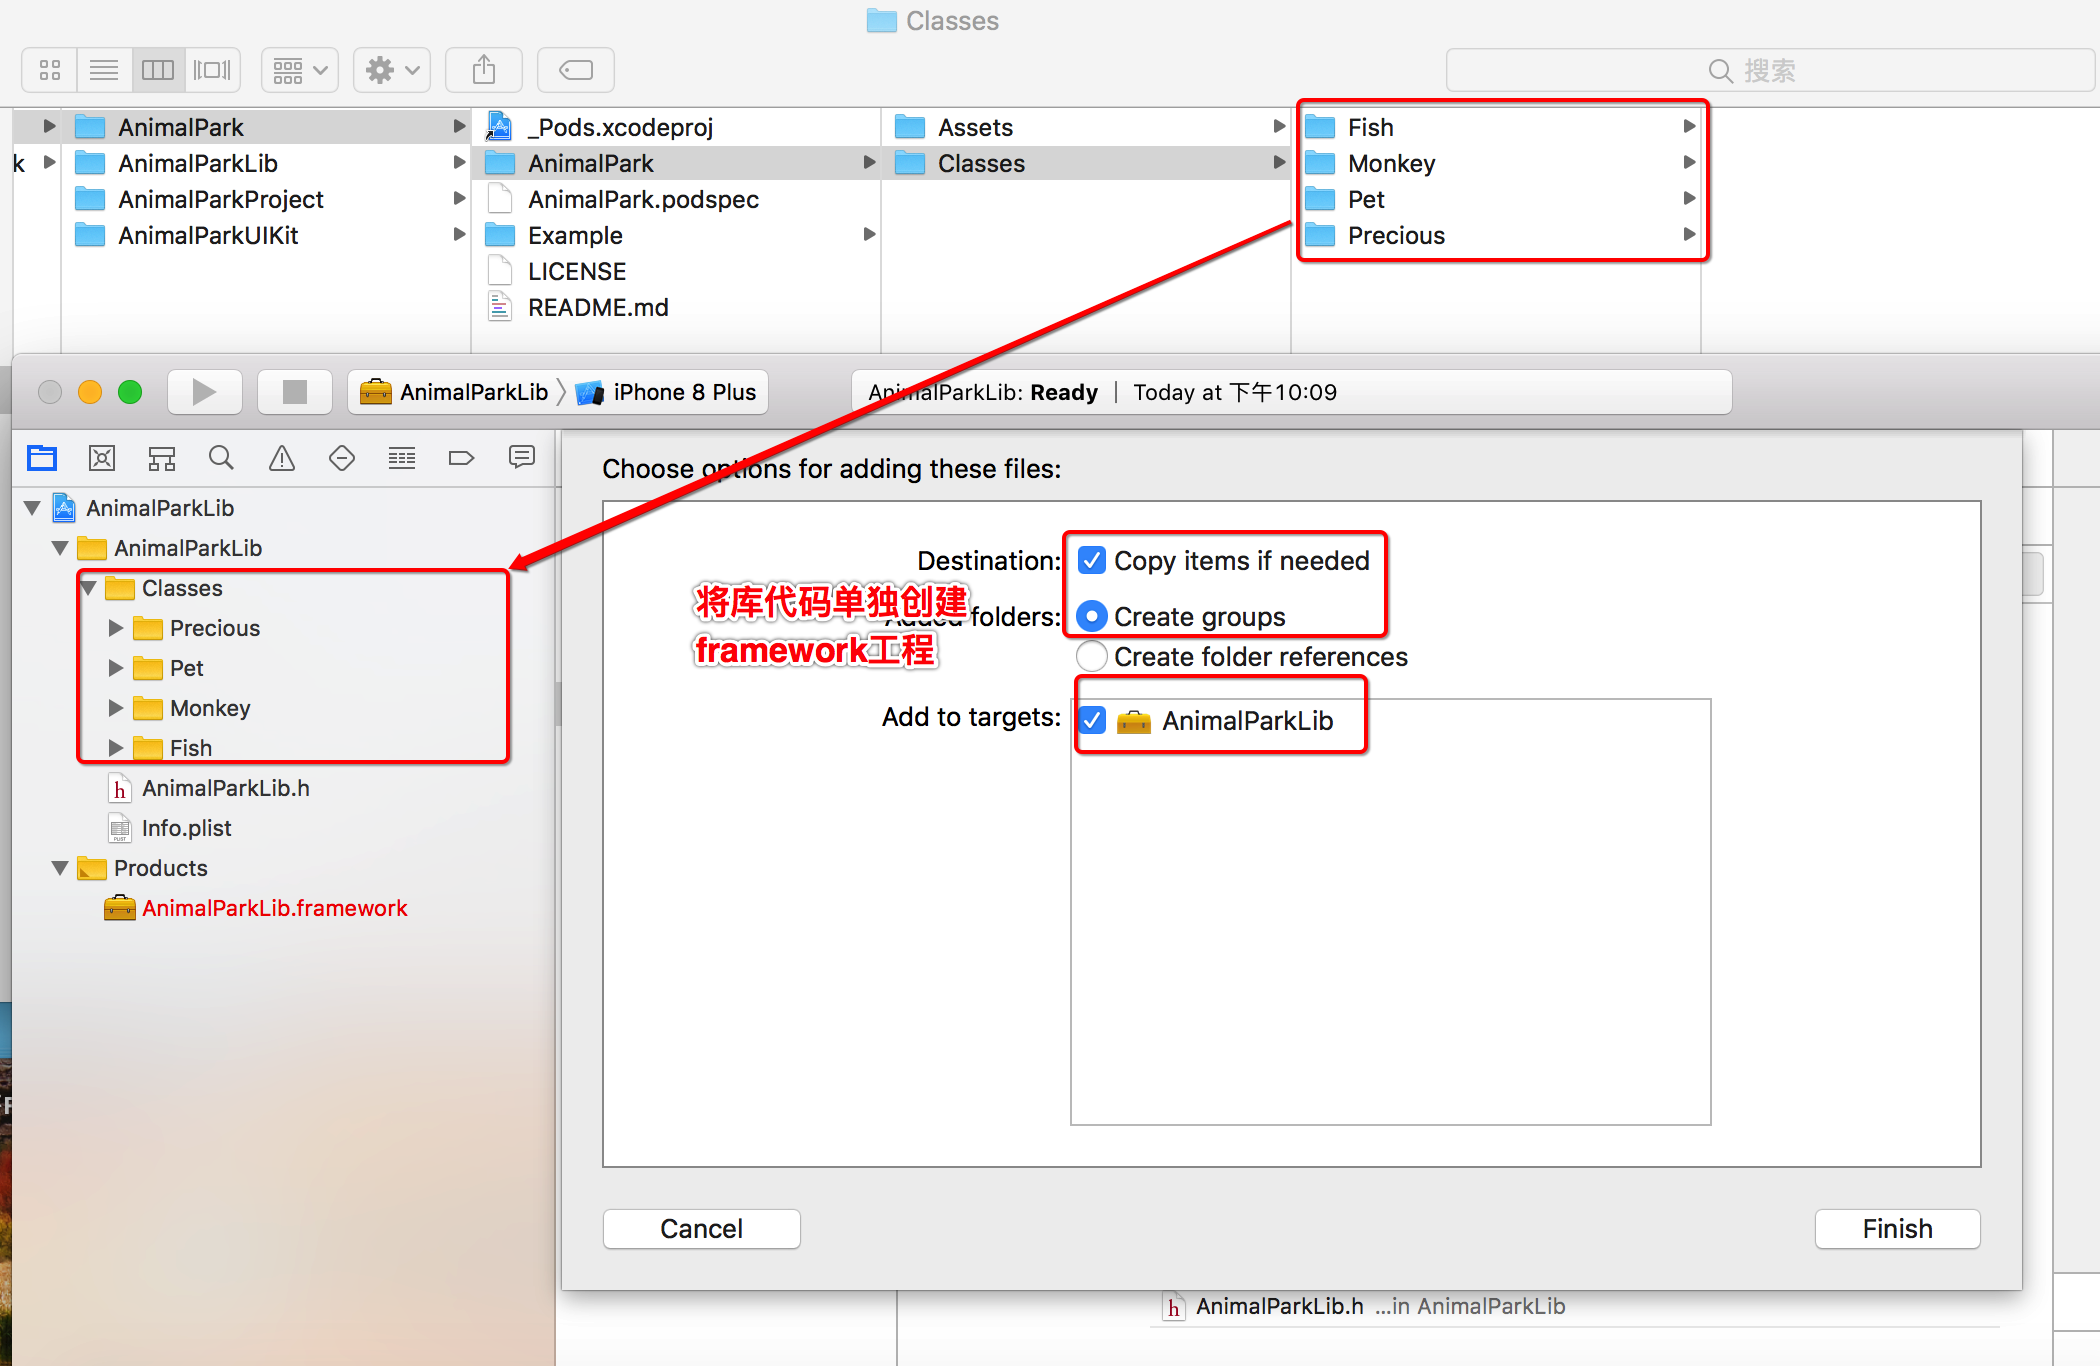 Classes
搜索
AnimalPark
_Pods.xcodeproj
Assets
Fish
k
AnimalParkLib
AnimalPark
Classes
Monkey
AnimalParkProject
AnimalPark.podspec
Pet
AnimalParkUIKit
Example
Precious
LICENSE
README.md
AnimalParkLib
iPhone 8 Plus
AnimalParkLib: Ready | Today at 下午10:09
Choose options for adding these files:
AnimalParkLib
AnimalParkLib
Classes
Precious
Pet
Monkey
Fish
AnimalParkLib.h
Info.plist
Products
AnimalParkLib.framework
Destination:
Copy items if needed
将库代码单独创建
framework工程
Added folders:
Create groups
Create folder references
Add to targets:
AnimalParkLib
Cancel
Finish
AnimalParkLib.h ...in AnimalParkLib